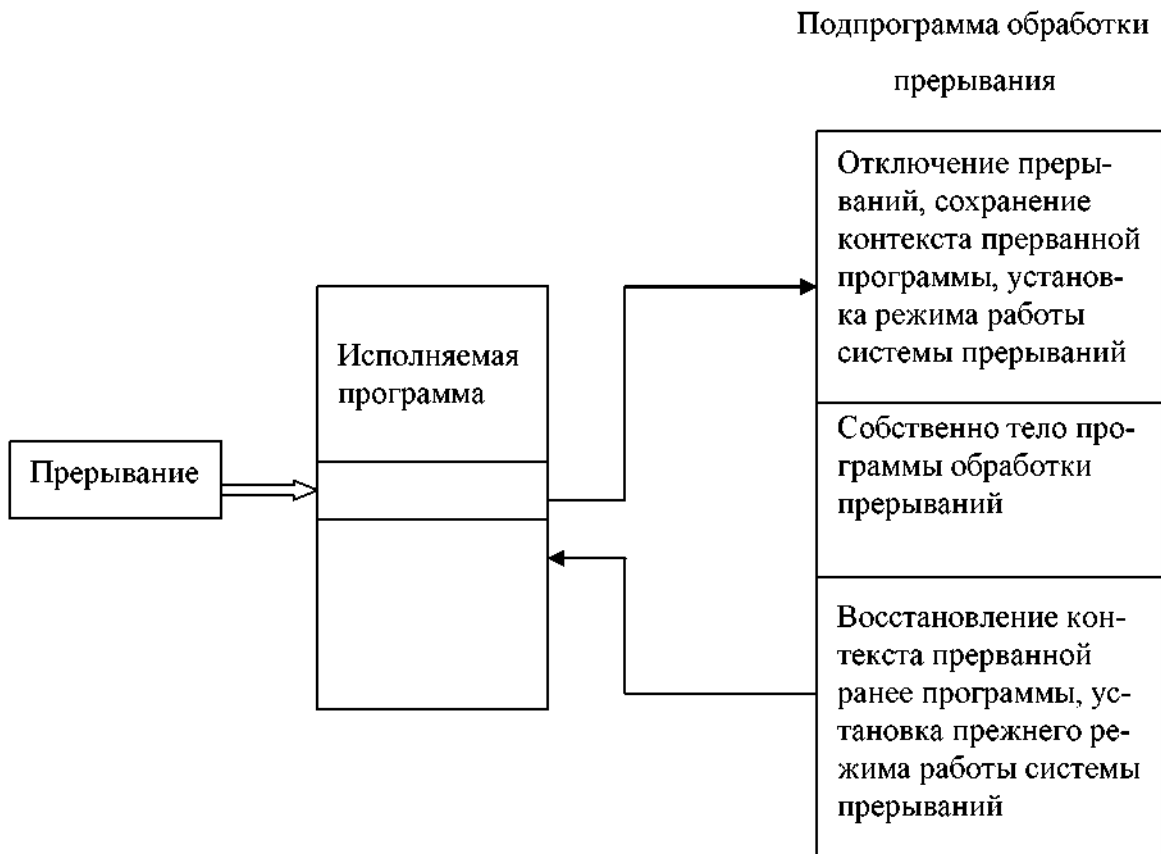 Подпрограмма обработки
прерывания
Отключение преры-
ваний, сохранение
контекста прерванной
программы, установ-
ка режима работы
системы прерываний
Исполняемая
программа
Прерывание
Собственно тело про-
граммы обработки
прерываний
Восстановление кон-
текста прерванной
ранее программы, ус-
тановка прежнего ре-
жима работы системы
прерываний